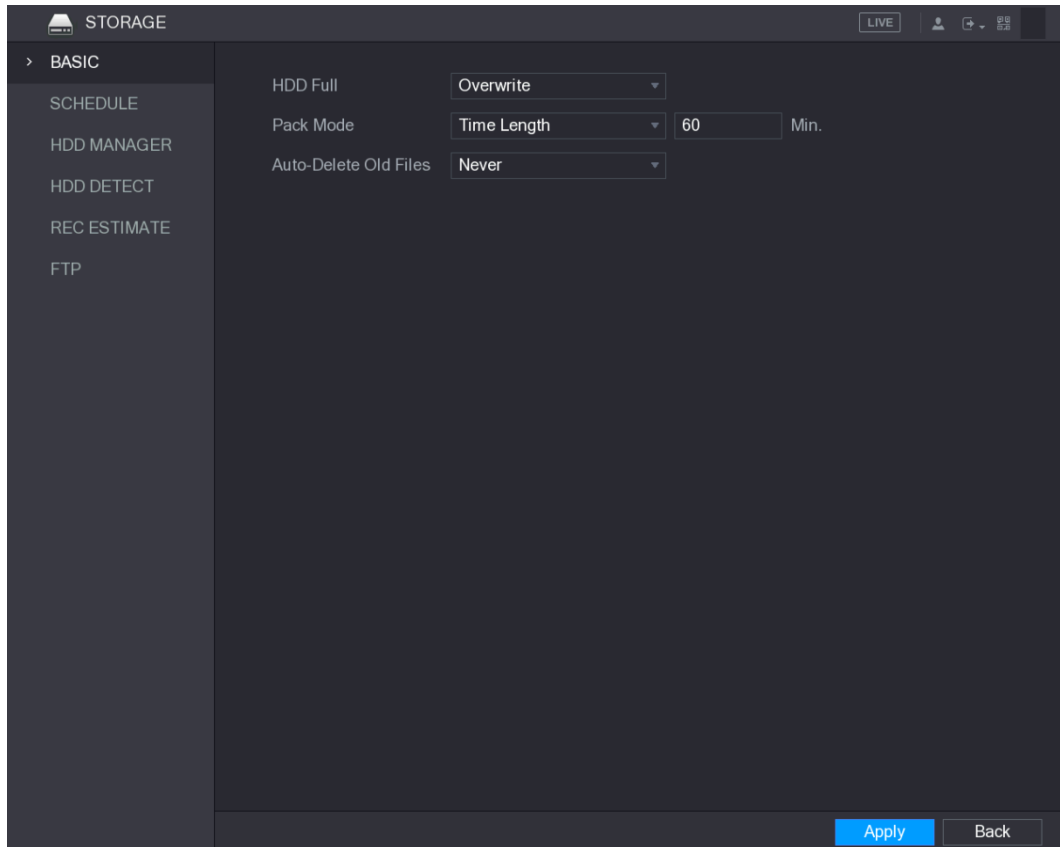 STORAGE
LIVE
BASIC
SCHEDULE
HDD MANAGER
HDD DETECT
REC ESTIMATE
FTP
HDD Full Overwrite
Pack Mode Time Length 60 Min.
Auto-Delete Old Files Never
Apply Back